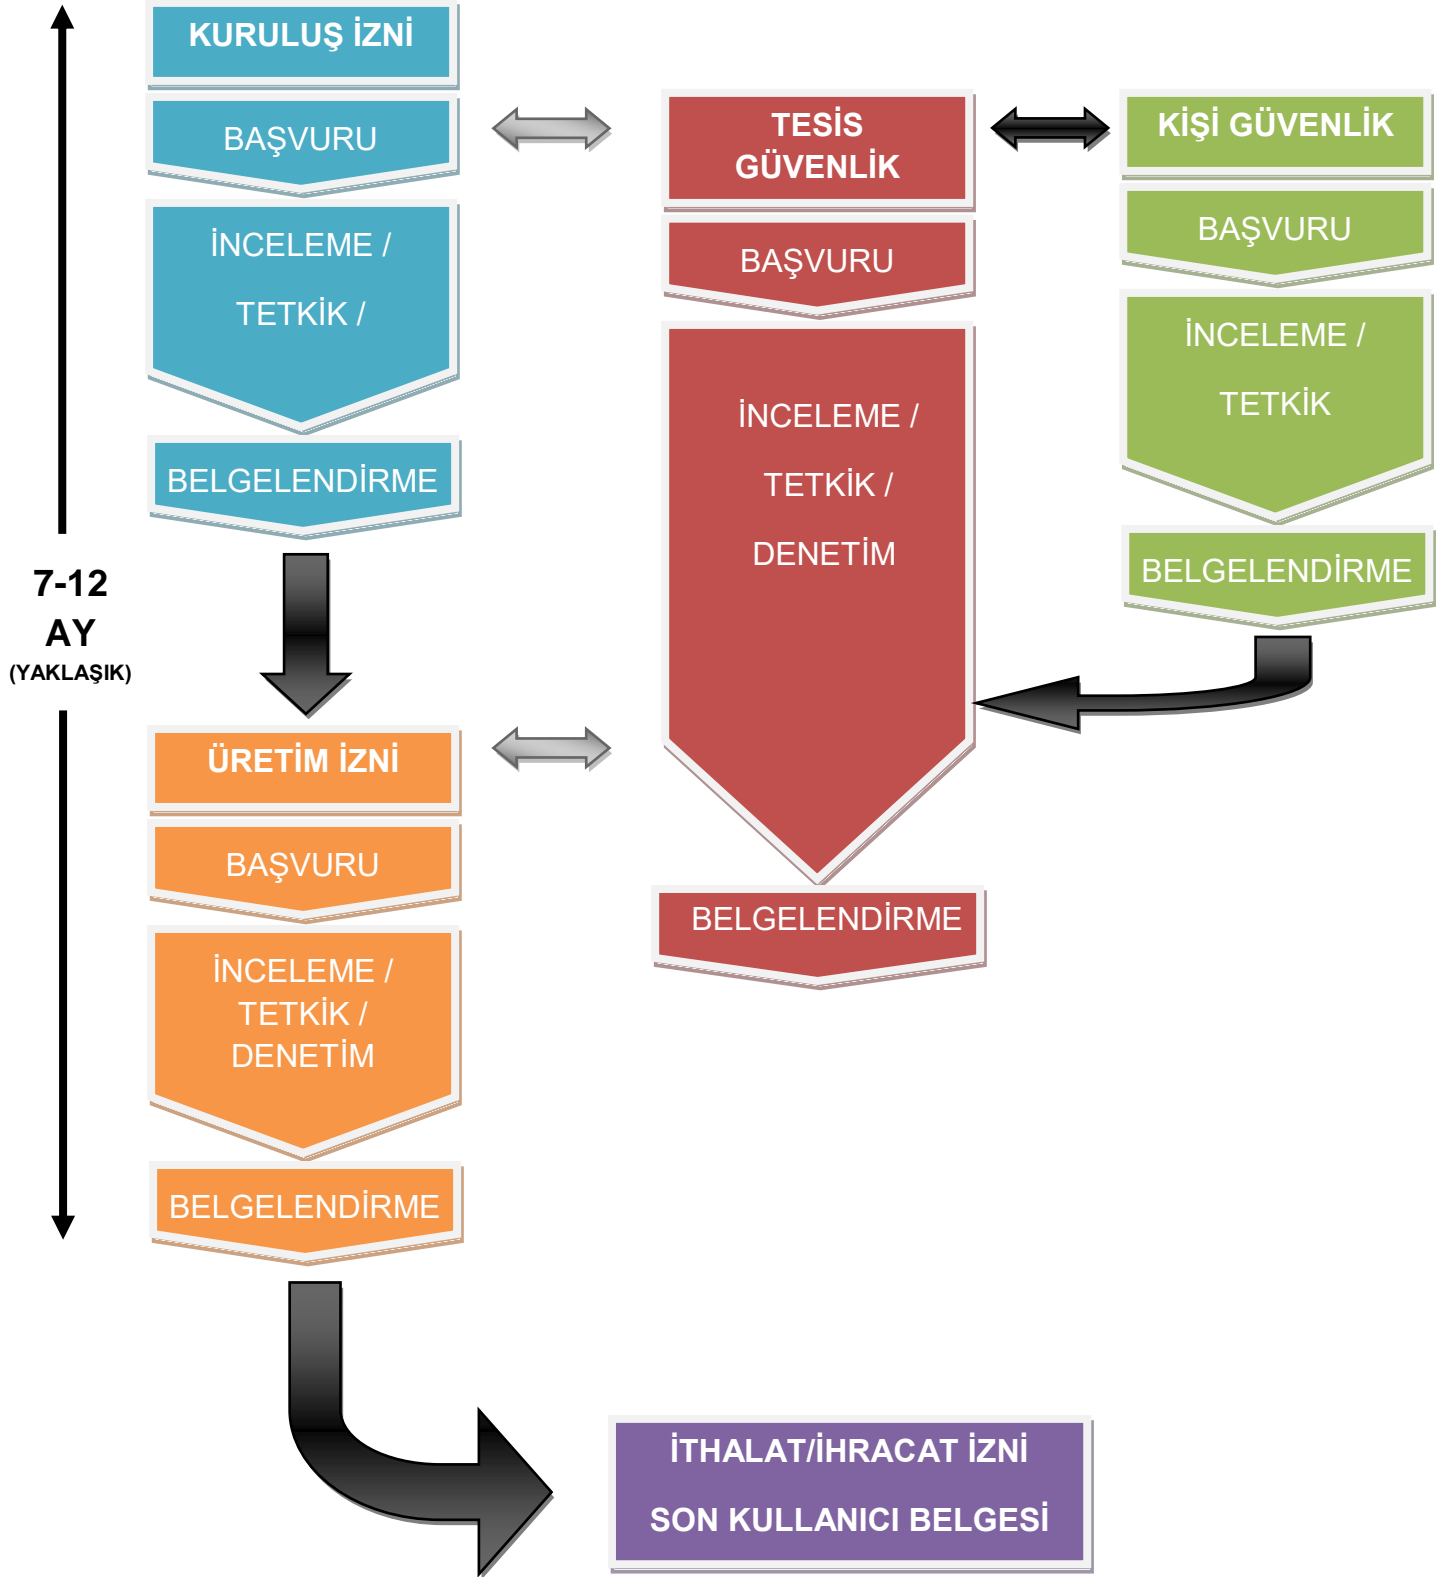 KURULUŞ İZNİ
BAŞVURU
İNCELEME /
TETKİK /
BELGELENDİRME
7-12
AY
(YAKLAŞIK)
ÜRETİM İZNİ
BAŞVURU
İNCELEME /
TETKİK /
DENETİM
BELGELENDİRME
TESİS
GÜVENLİK
BAŞVURU
İNCELEME /
TETKİK /
DENETİM
BELGELENDİRME
KİŞİ GÜVENLİK
BAŞVURU
İNCELEME /
TETKİK
BELGELENDİRME
İTHALAT/İHRACAT İZNİ
SON KULLANICI BELGESİ